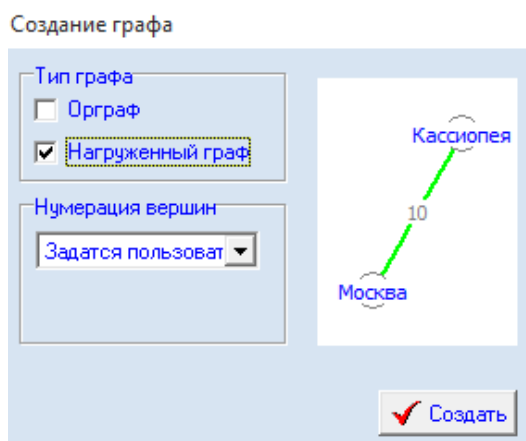 Создание графа
Тип графа
Орграф
Нагруженный граф
Нумерация вершин
Задатся пользоват
Кассиопея
10
Москва
Создать